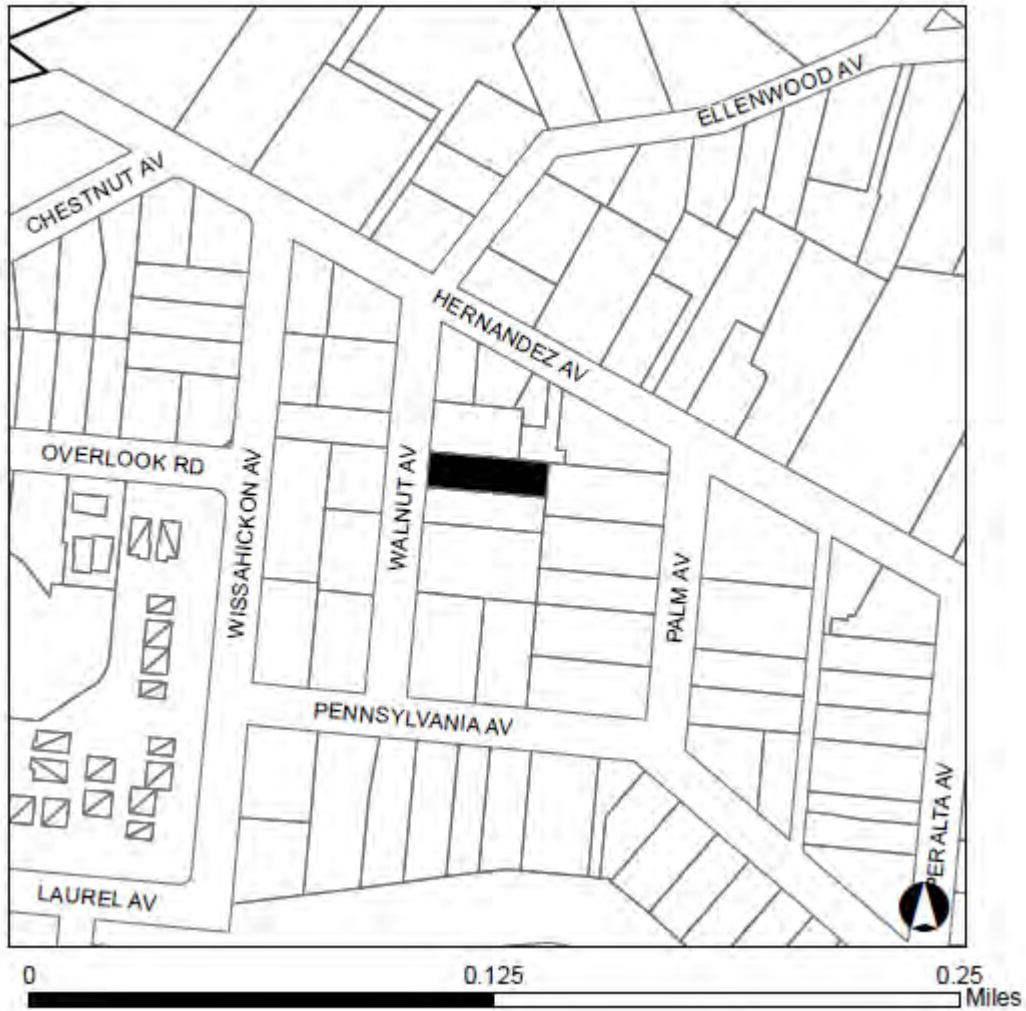 ELLENWOOD AV
CHESTNUT AV
HERNANDEZ AV
OVERLOOK RD
WISSAHICKON AV
WALNUT AV
PALM AV
PENNSYLVANIA AV
PERALTA AV
LAUREL AV
0 0.125 0.25
Miles